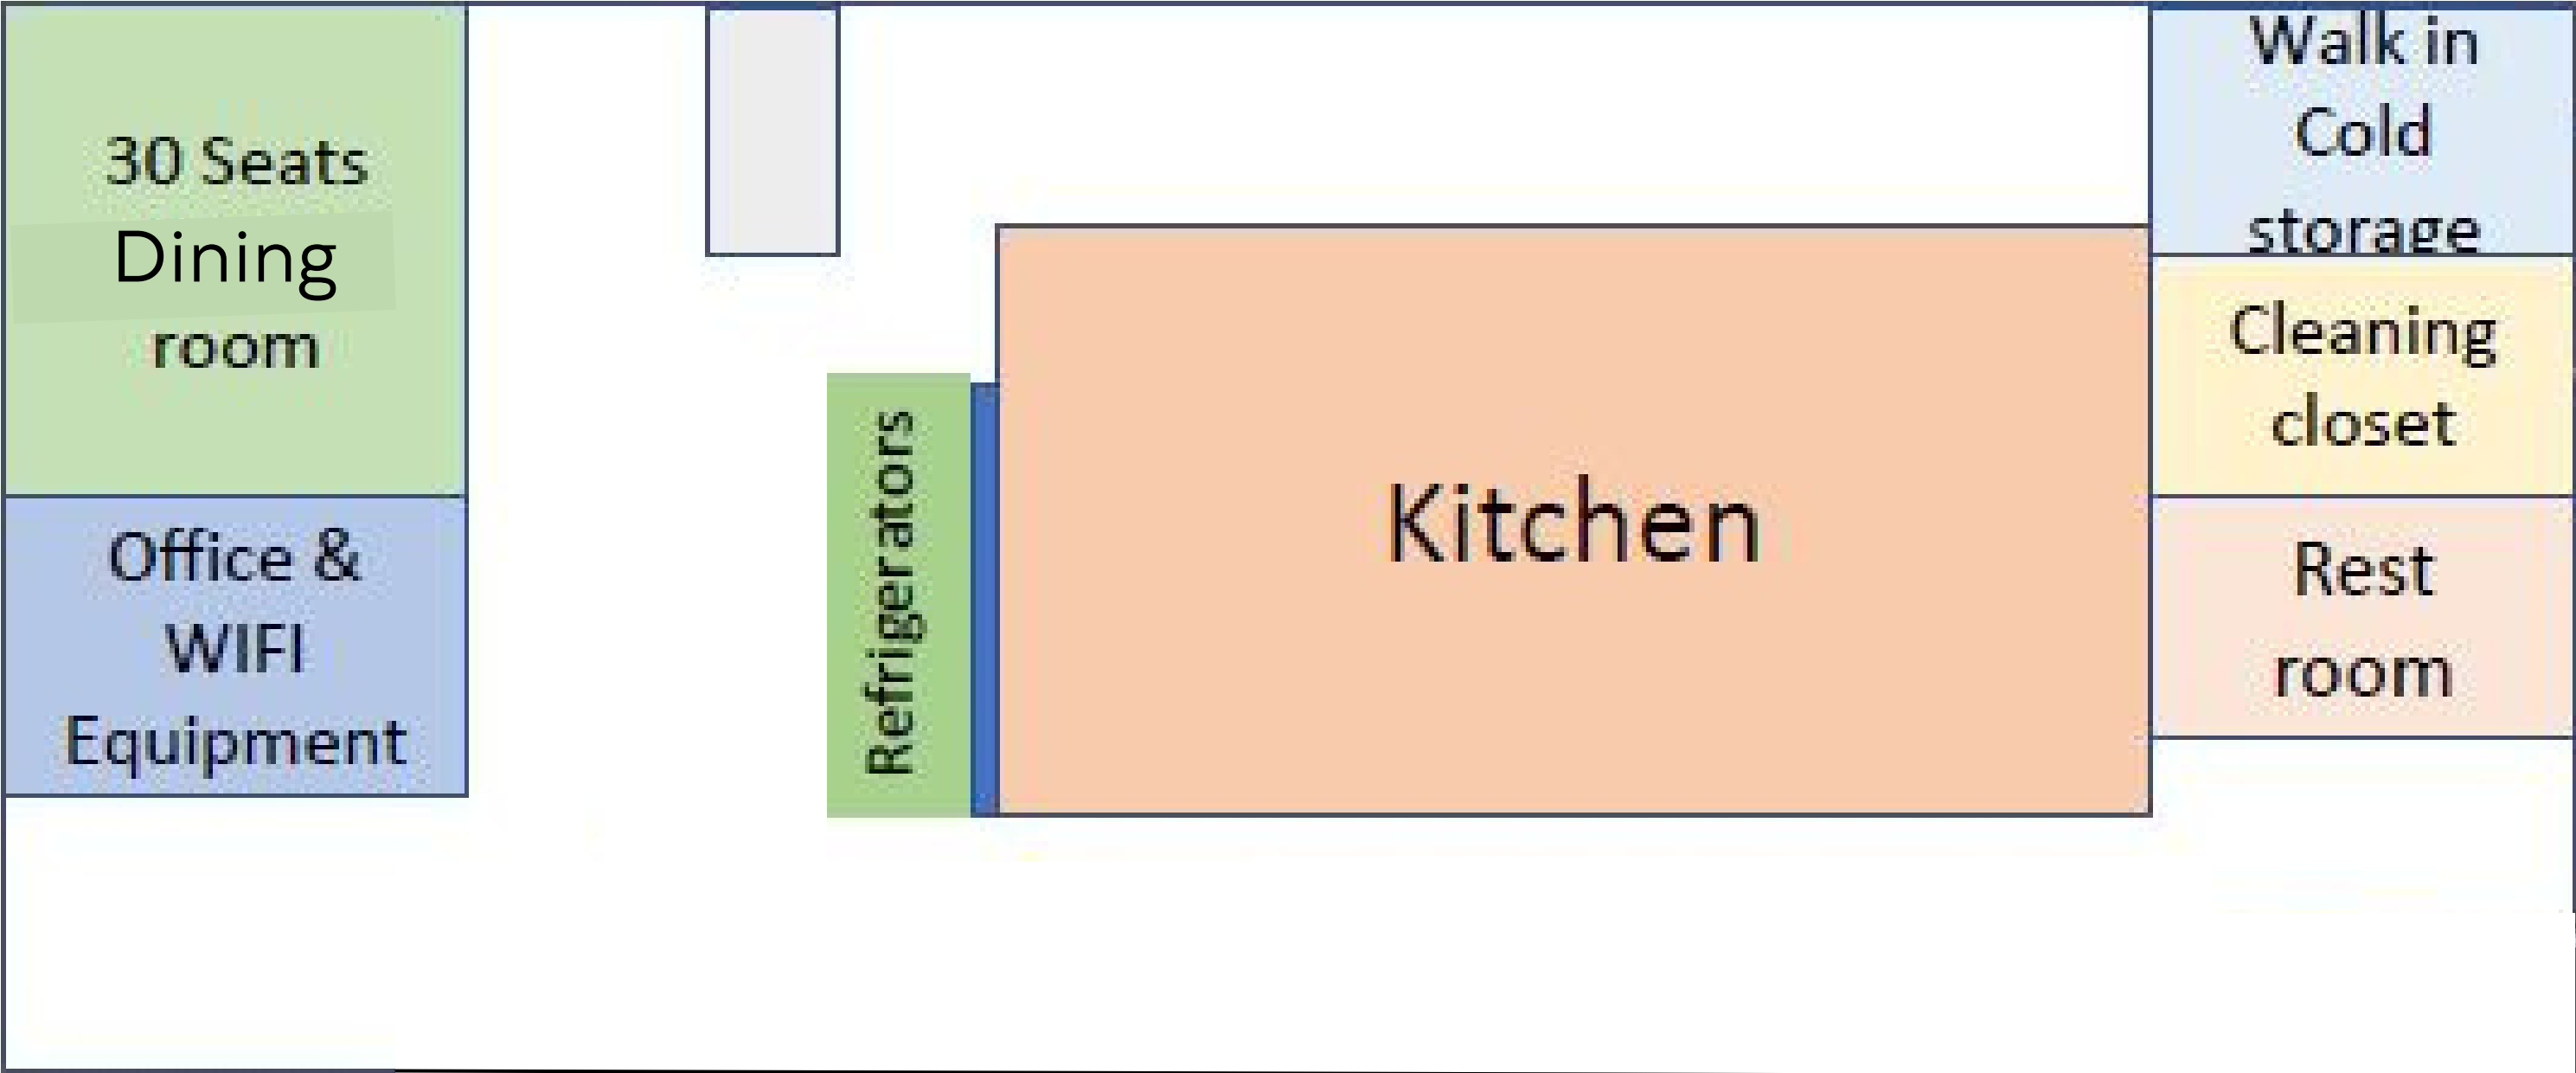 30 Seats
Dining
room
Office &
WIFI
Equipment
Refrigerators
Kitchen
Walk in
Cold
storage
Cleaning
closet
Rest
room